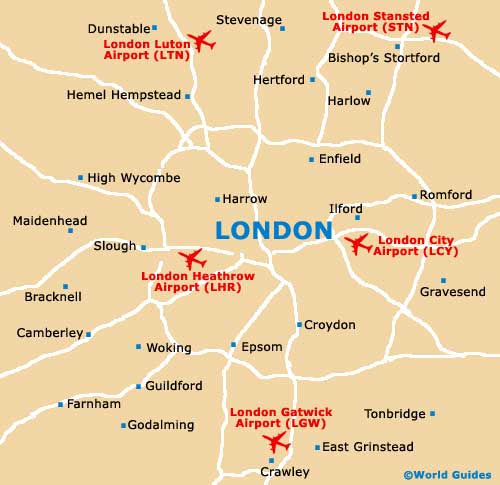 Dunstable
Stevenage
London Stansted
Airport (STN)
London Luton
Airport (LTN)
Bishop's Stortford
Hertford
Hemel Hempstead
Harlow
Enfield
High Wycombe
Harrow
Romford
Ilford
Maidenhead
LONDON
Slough
London City
Airport (LCY)
London Heathrow
Airport (LHR)
Bracknell
Gravesend
Camberley
Croydon
Woking
Epsom
Guildford
Farnham
London Gatwick
Airport (LGW)
Tonbridge
Godalming
East Grinstead
Crawley
©World Guides